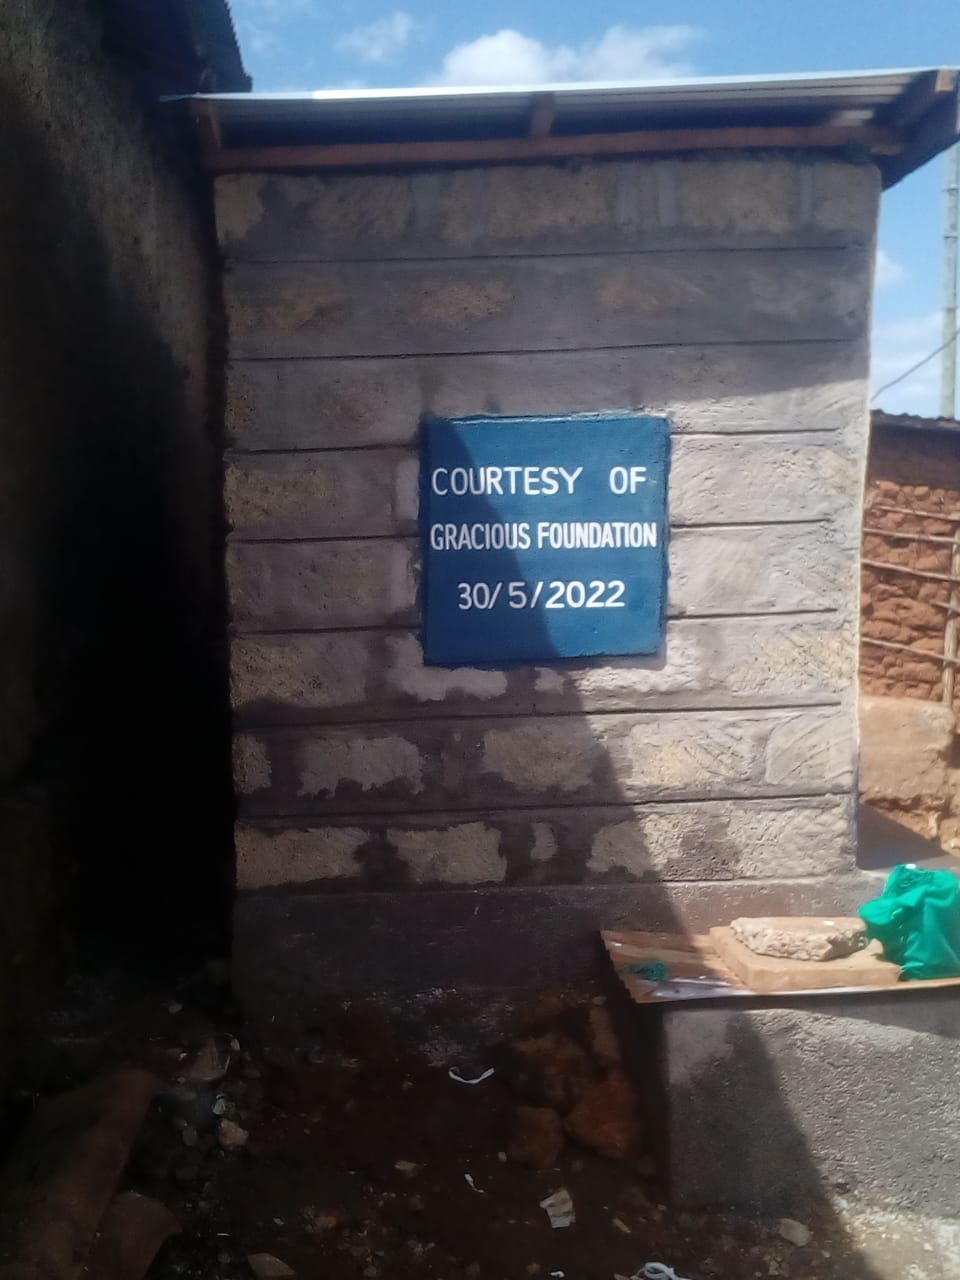 COURTESY OF
GRACIOUS FOUNDATION
30/5/2022